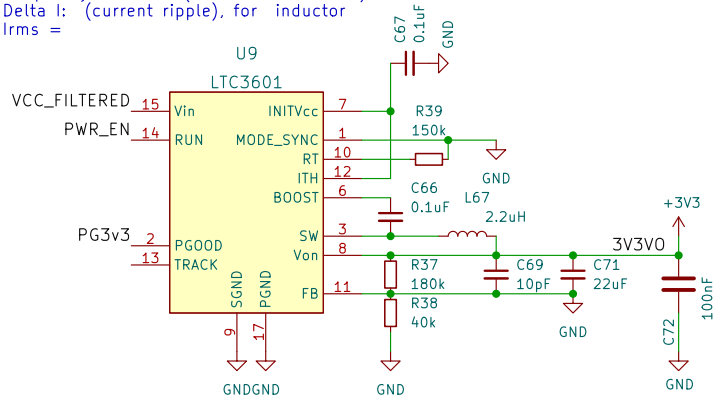 Delta I:  (current ripple), for  inductor
Irms =
C67
0.1uF
GND
U9
LTC3601
VCC_FILTERED
15
Vin
INITVcc
7
PWR_EN
14
RUN
MODE_SYNC
1
R39
150k
RT
10
ITH
12
GND
BOOST
6
C66
0.1uF
L67
2.2uH
+3V3
SW
3
PG3v3
2
PGOOD
Von
8
3V3VO
13
TRACK
R37
180k
C69
10pF
C71
22uF
FB
11
R38
40k
SGND
PGND
9
17
GND
C72
100nF
GND
GND
GND
GND